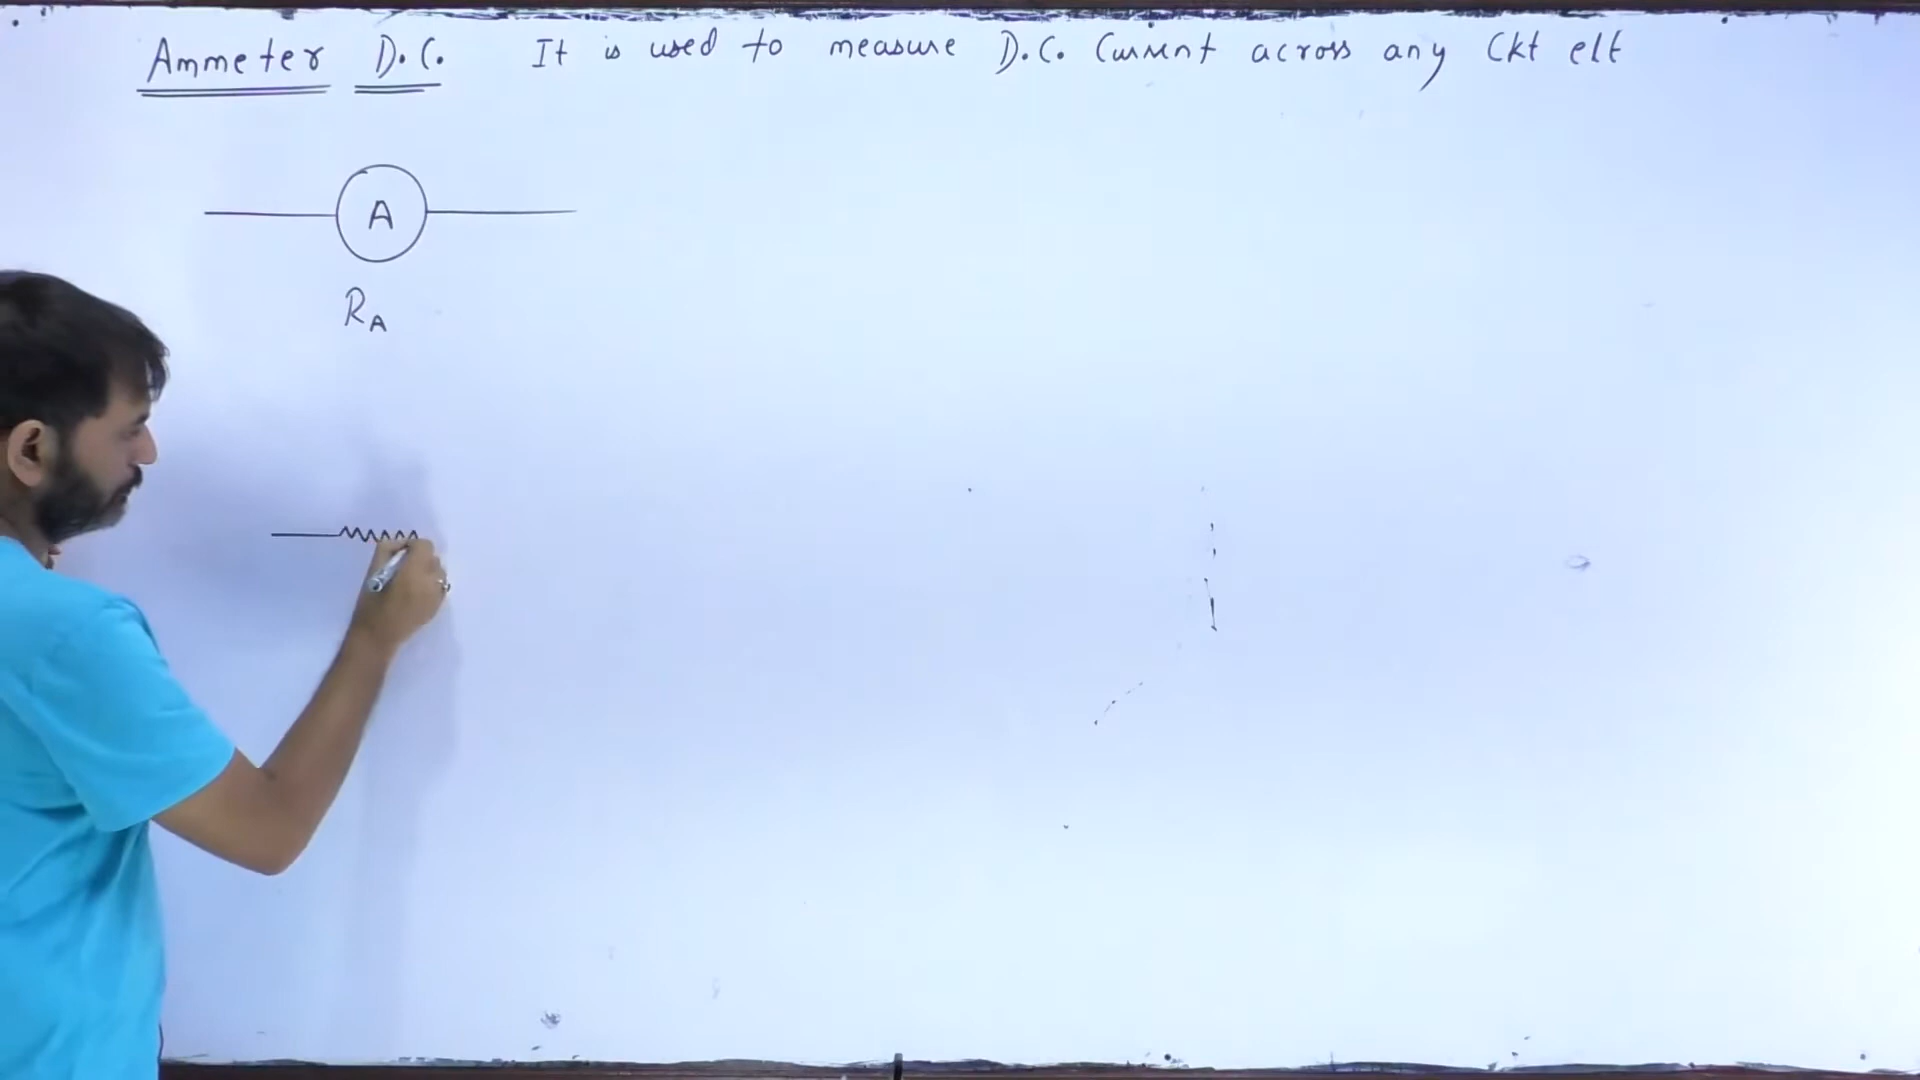 Ammeter D.C. It is used to measure D.C. Current across any Ckt elt
A
RA